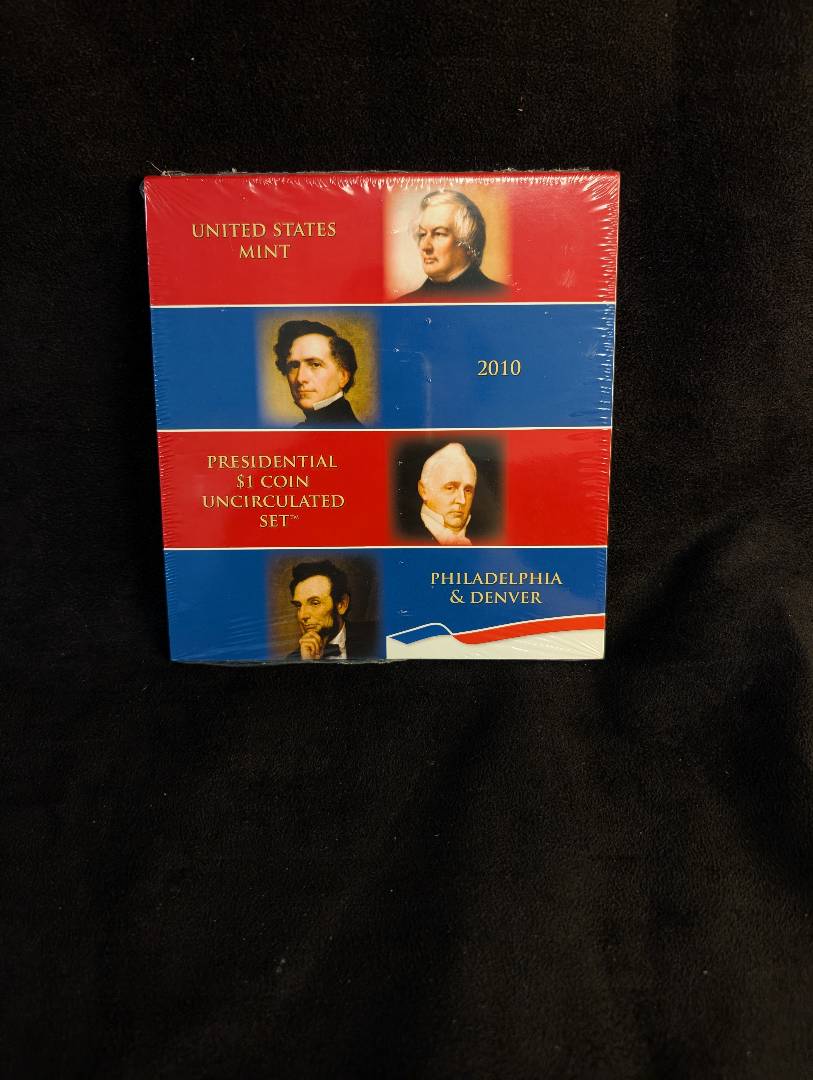 UNITED STATES
MINT
2010
PRESIDENTIAL
$1 COIN
UNCIRCULATED
SET™
PHILADELPHIA
& DENVER